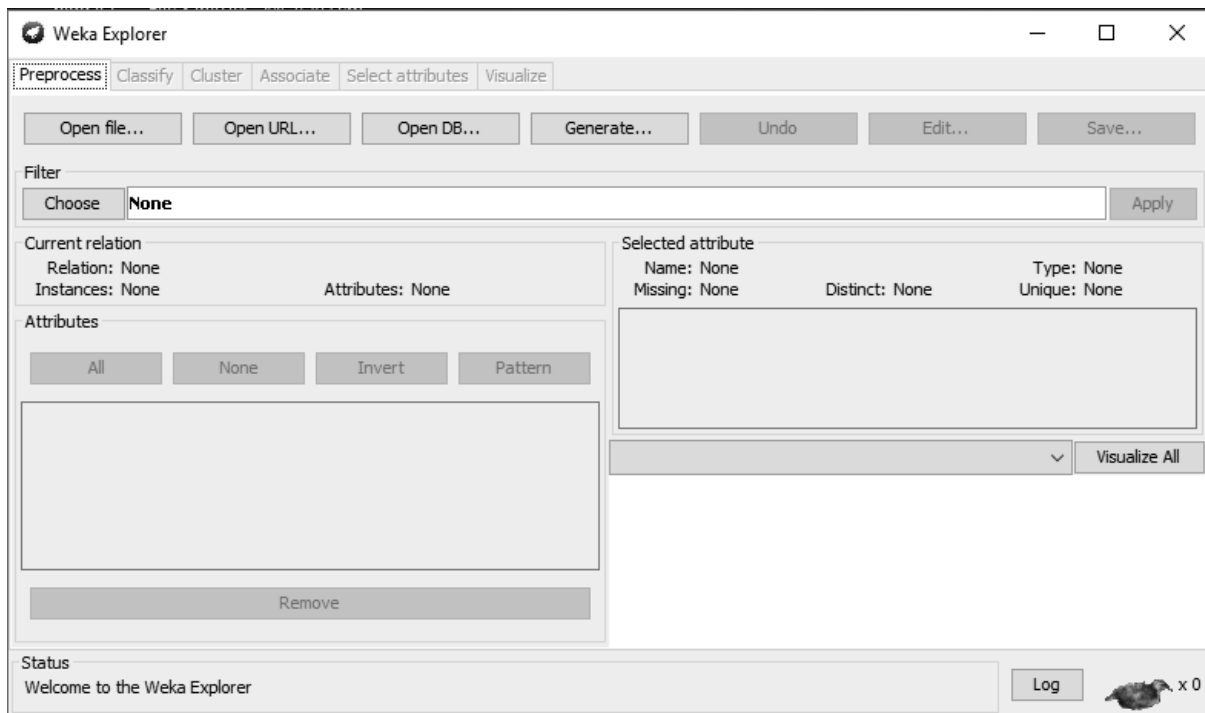 Weka Explorer
Preprocess Classify Cluster Associate Select attributes Visualize
Open file... Open URL... Open DB... Generate... Undo Edit... Save...
Filter
Choose None Apply
Current relation
Relation: None
Instances: None Attributes: None
Selected attribute
Name: None Type: None
Missing: None Distinct: None Unique: None
Attributes
All None Invert Pattern
Visualize All
Remove
Status
Welcome to the Weka Explorer
Log x 0